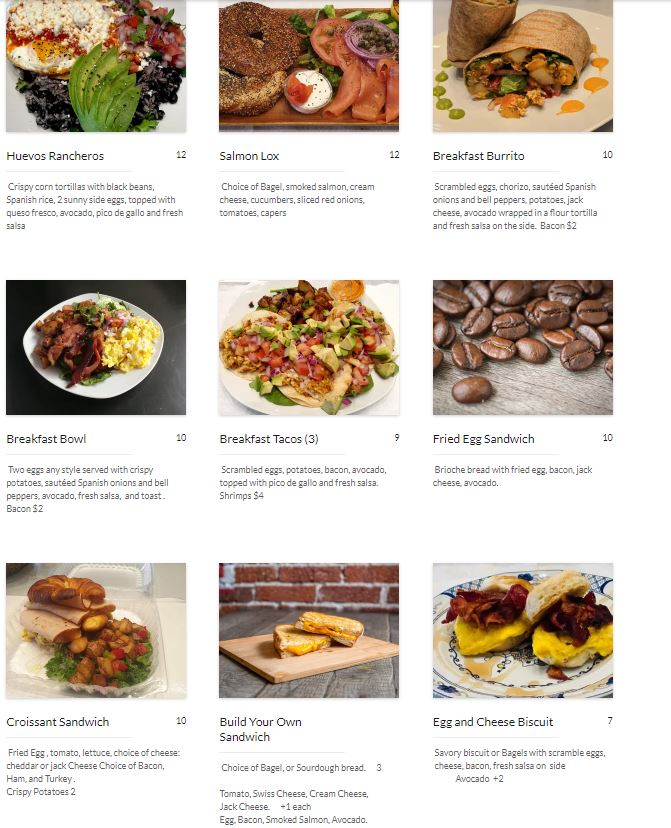 Huevos Rancheros 12
Crispy corn tortillas with black beans,
Spanish rice, 2 sunny side eggs, topped with
queso fresco, avocado, pico de gallo and fresh
salsa
Salmon Lox 12
Choice of Bagel, smoked salmon, cream
cheese, cucumbers, sliced red onions,
tomatoes, capers
Breakfast Burrito 10
Scrambled eggs, chorizo, sautéed Spanish
onions and bell peppers, potatoes, jack
cheese, avocado wrapped in a flour tortilla
and fresh salsa on the side. Bacon $2
Breakfast Bowl 10
Two eggs any style served with crispy
potatoes, sautéed Spanish onions and bell
peppers, avocado, fresh salsa, and toast .
Bacon $2
Breakfast Tacos (3) 9
Scrambled eggs, potatoes, bacon, avocado,
topped with pico de gallo and fresh salsa.
Shrimps $4
Fried Egg Sandwich 10
Brioche bread with fried egg, bacon, jack
cheese, avocado.
Croissant Sandwich 10
Fried Egg , tomato, lettuce, choice of cheese:
cheddar or jack Cheese Choice of Bacon,
Ham, and Turkey .
Crispy Potatoes 2
Build Your Own
Sandwich
Choice of Bagel, or Sourdough bread. 3
Tomato, Swiss Cheese, Cream Cheese,
Jack Cheese. +1 each
Egg, Bacon, Smoked Salmon, Avocado.
Egg and Cheese Biscuit 7
Savory biscuit or Bagels with scramble eggs,
cheese, bacon, fresh salsa on side
Avocado +2